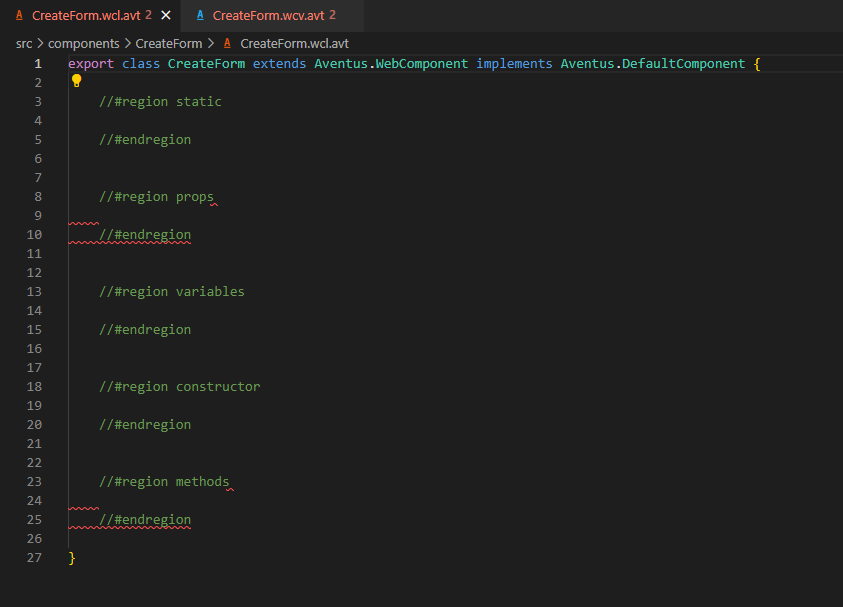 CreateForm.wcl.avt 2 CreateForm.wcv.avt 2
src > components > CreateForm > CreateForm.wcl.avt
1 export class CreateForm extends Aventus.WebComponent implements Aventus.DefaultComponent {
2
3 //#region static
4
5 //#endregion
6
7
8 //#region props
9
10 //#endregion
11
12
13 //#region variables
14
15 //#endregion
16
17
18 //#region constructor
19
20 //#endregion
21
22
23 //#region methods
24
25 //#endregion
26
27 }